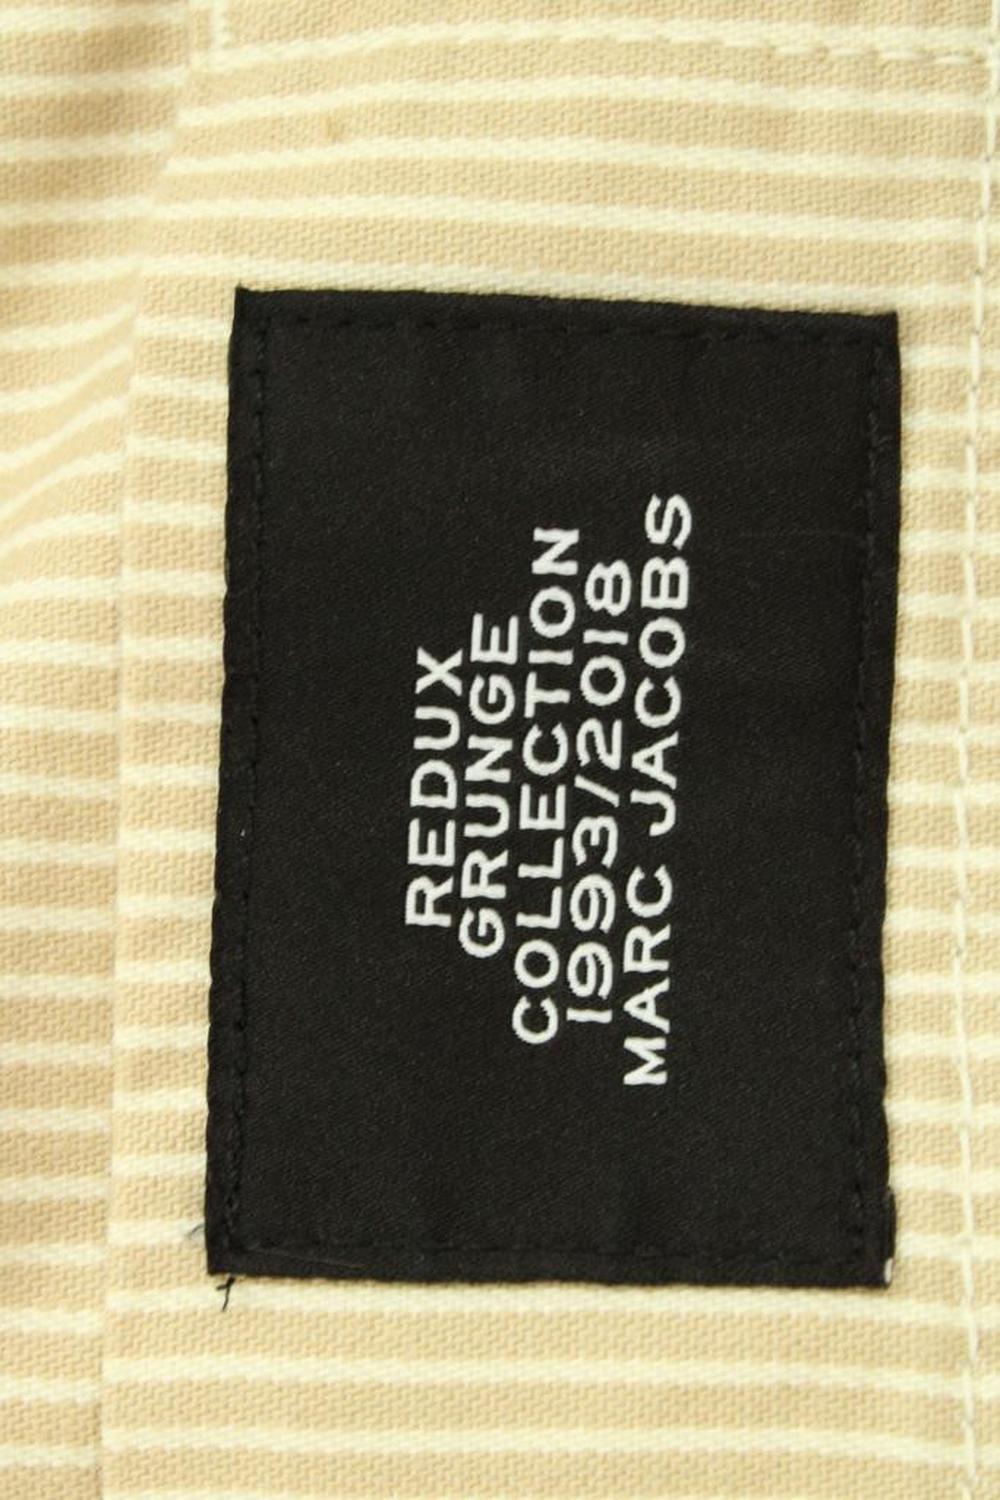 REDUX
GRUNGE
COLLECTION
1993/2018
MARC JACOBS